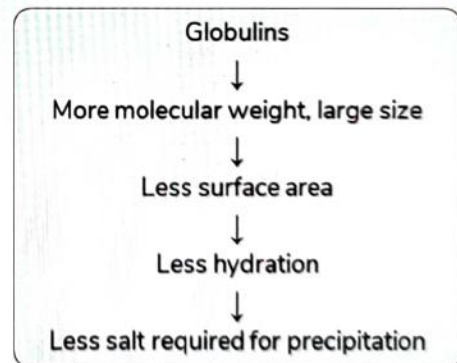 Globulins
↓
More molecular weight, large size
↓
Less surface area
↓
Less hydration
↓
Less salt required for precipitation